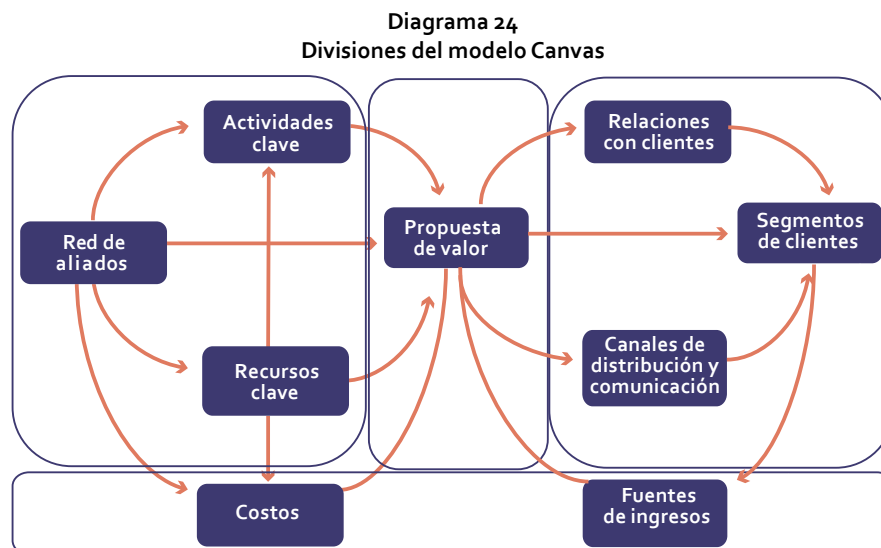 Diagrama 24
Divisiones del modelo Canvas
Actividades
clave
Relaciones
con clientes
Red de
aliados
Propuesta
de valor
Segmentos
de clientes
Recursos
clave
Canales de
distribución y
comunicación
Costos
Fuentes
de ingresos